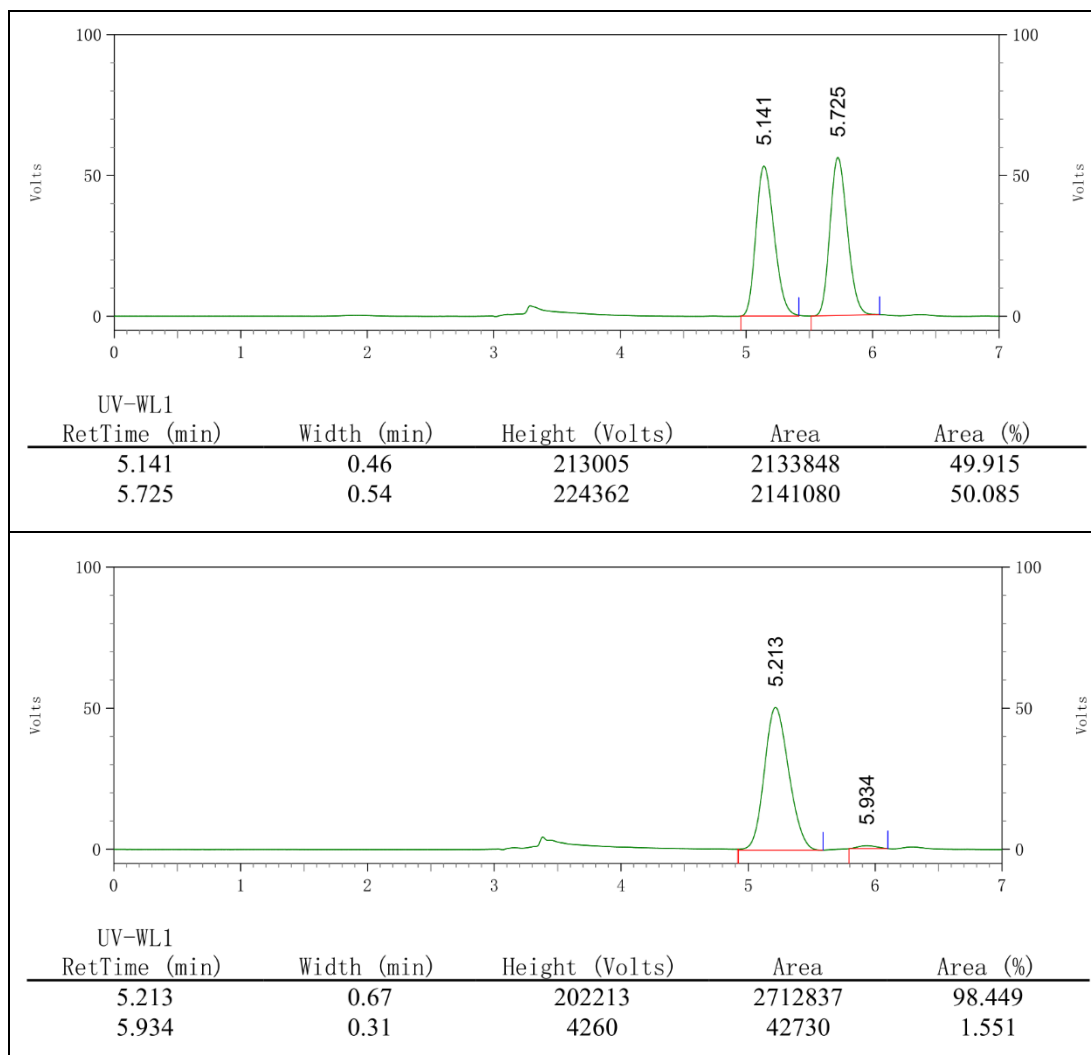 100
100
5.141
5.725
Volts
50
50
Volts
0
0
0 1 2 3 4 5 6 7
UV-WL1
RetTime (min) Width (min) Height (Volts) Area Area (%)
5.141 0.46 213005 2133848 49.915
5.725 0.54 224362 2141080 50.085
100
100
5.213
5.934
Volts
50
50
Volts
0
0
0 1 2 3 4 5 6 7
UV-WL1
RetTime (min) Width (min) Height (Volts) Area Area (%)
5.213 0.67 202213 2712837 98.449
5.934 0.31 4260 42730 1.551